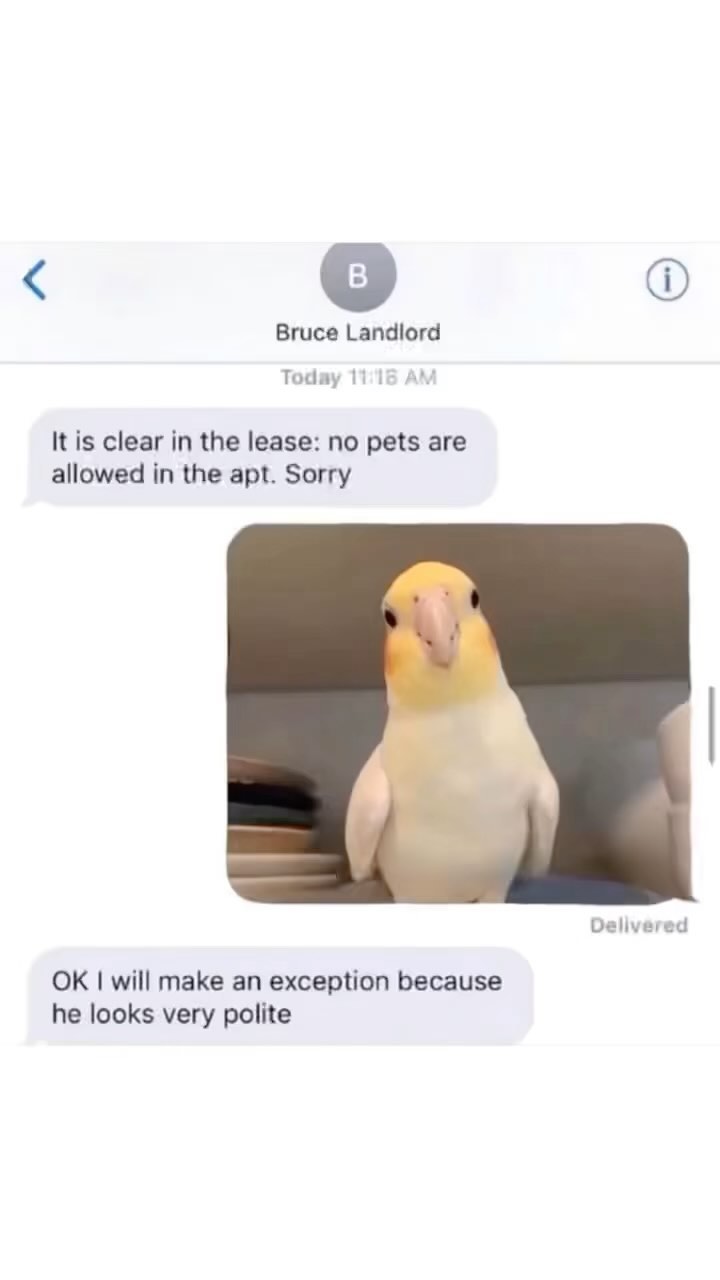 B
Bruce Landlord
Today 11:16 AM
It is clear in the lease: no pets are
allowed in the apt. Sorry
Delivered
OK I will make an exception because
he looks very polite